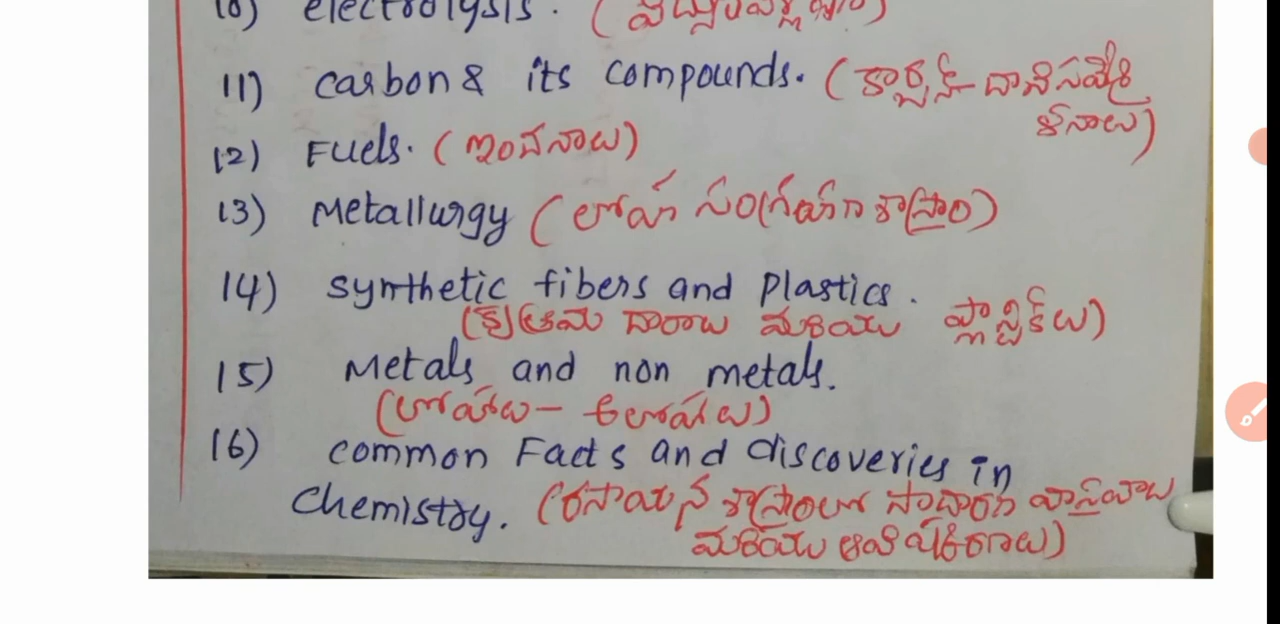 10) electrolysis. (విద్యుద్విశ్లేషణ)
11) carbon & its compounds. (కార్బన్ - దాని సమ్మే
ళనాలు)
12) Fuels. (ఇంధనాలు)
13) Metallurgy (లోహ సంగ్రహణ శాస్త్రం)
14) Synthetic fibers and Plastics.
(కృత్రిమ దారాలు మరియు ప్లాస్టిక్‌లు)
15) Metals and non metals.
(లోహాలు - అలోహాలు)
16) common Facts and discoveries in
Chemistry. (రసాయన శాస్త్రంలో సాధారణ వాస్తవాలు
మరియు ఆవిష్కరణలు)